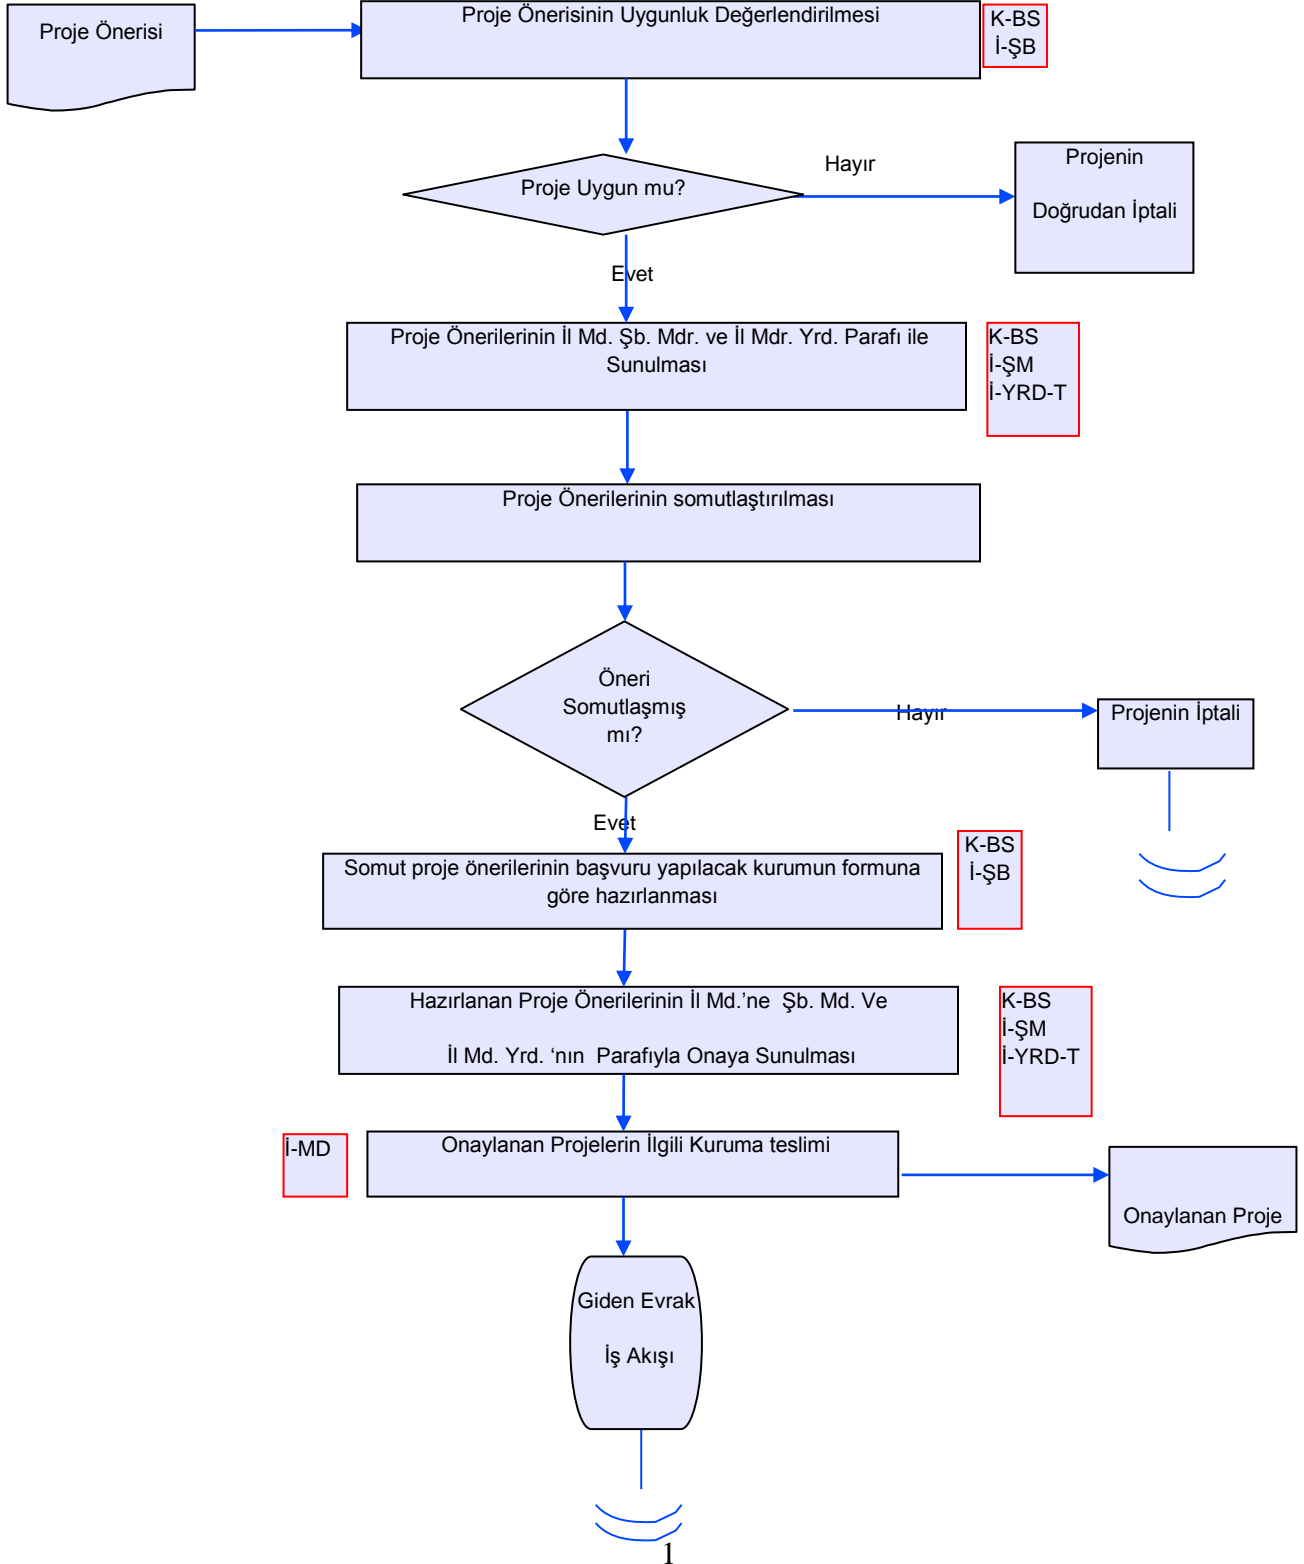 Proje Önerisi
Proje Önerisinin Uygunluk Değerlendirilmesi
K-BS
İ-ŞB
Proje Uygun mu?
Hayır
Projenin
Doğrudan İptali
Evet
Proje Önerilerinin İl Md. Şb. Mdr. ve İl Mdr. Yrd. Parafı ile
Sunulması
K-BS
İ-ŞM
İ-YRD-T
Proje Önerilerinin somutlaştırılması
Öneri
Somutlaşmış
mı?
Hayır
Projenin İptali
Evet
Somut proje önerilerinin başvuru yapılacak kurumun formuna
göre hazırlanması
K-BS
İ-ŞB
Hazırlanan Proje Önerilerinin İl Md.’ne Şb. Md. Ve
İl Md. Yrd. ‘nın Parafıyla Onaya Sunulması
K-BS
İ-ŞM
İ-YRD-T
İ-MD
Onaylanan Projelerin İlgili Kuruma teslimi
Onaylanan Proje
Giden Evrak
İş Akışı
1